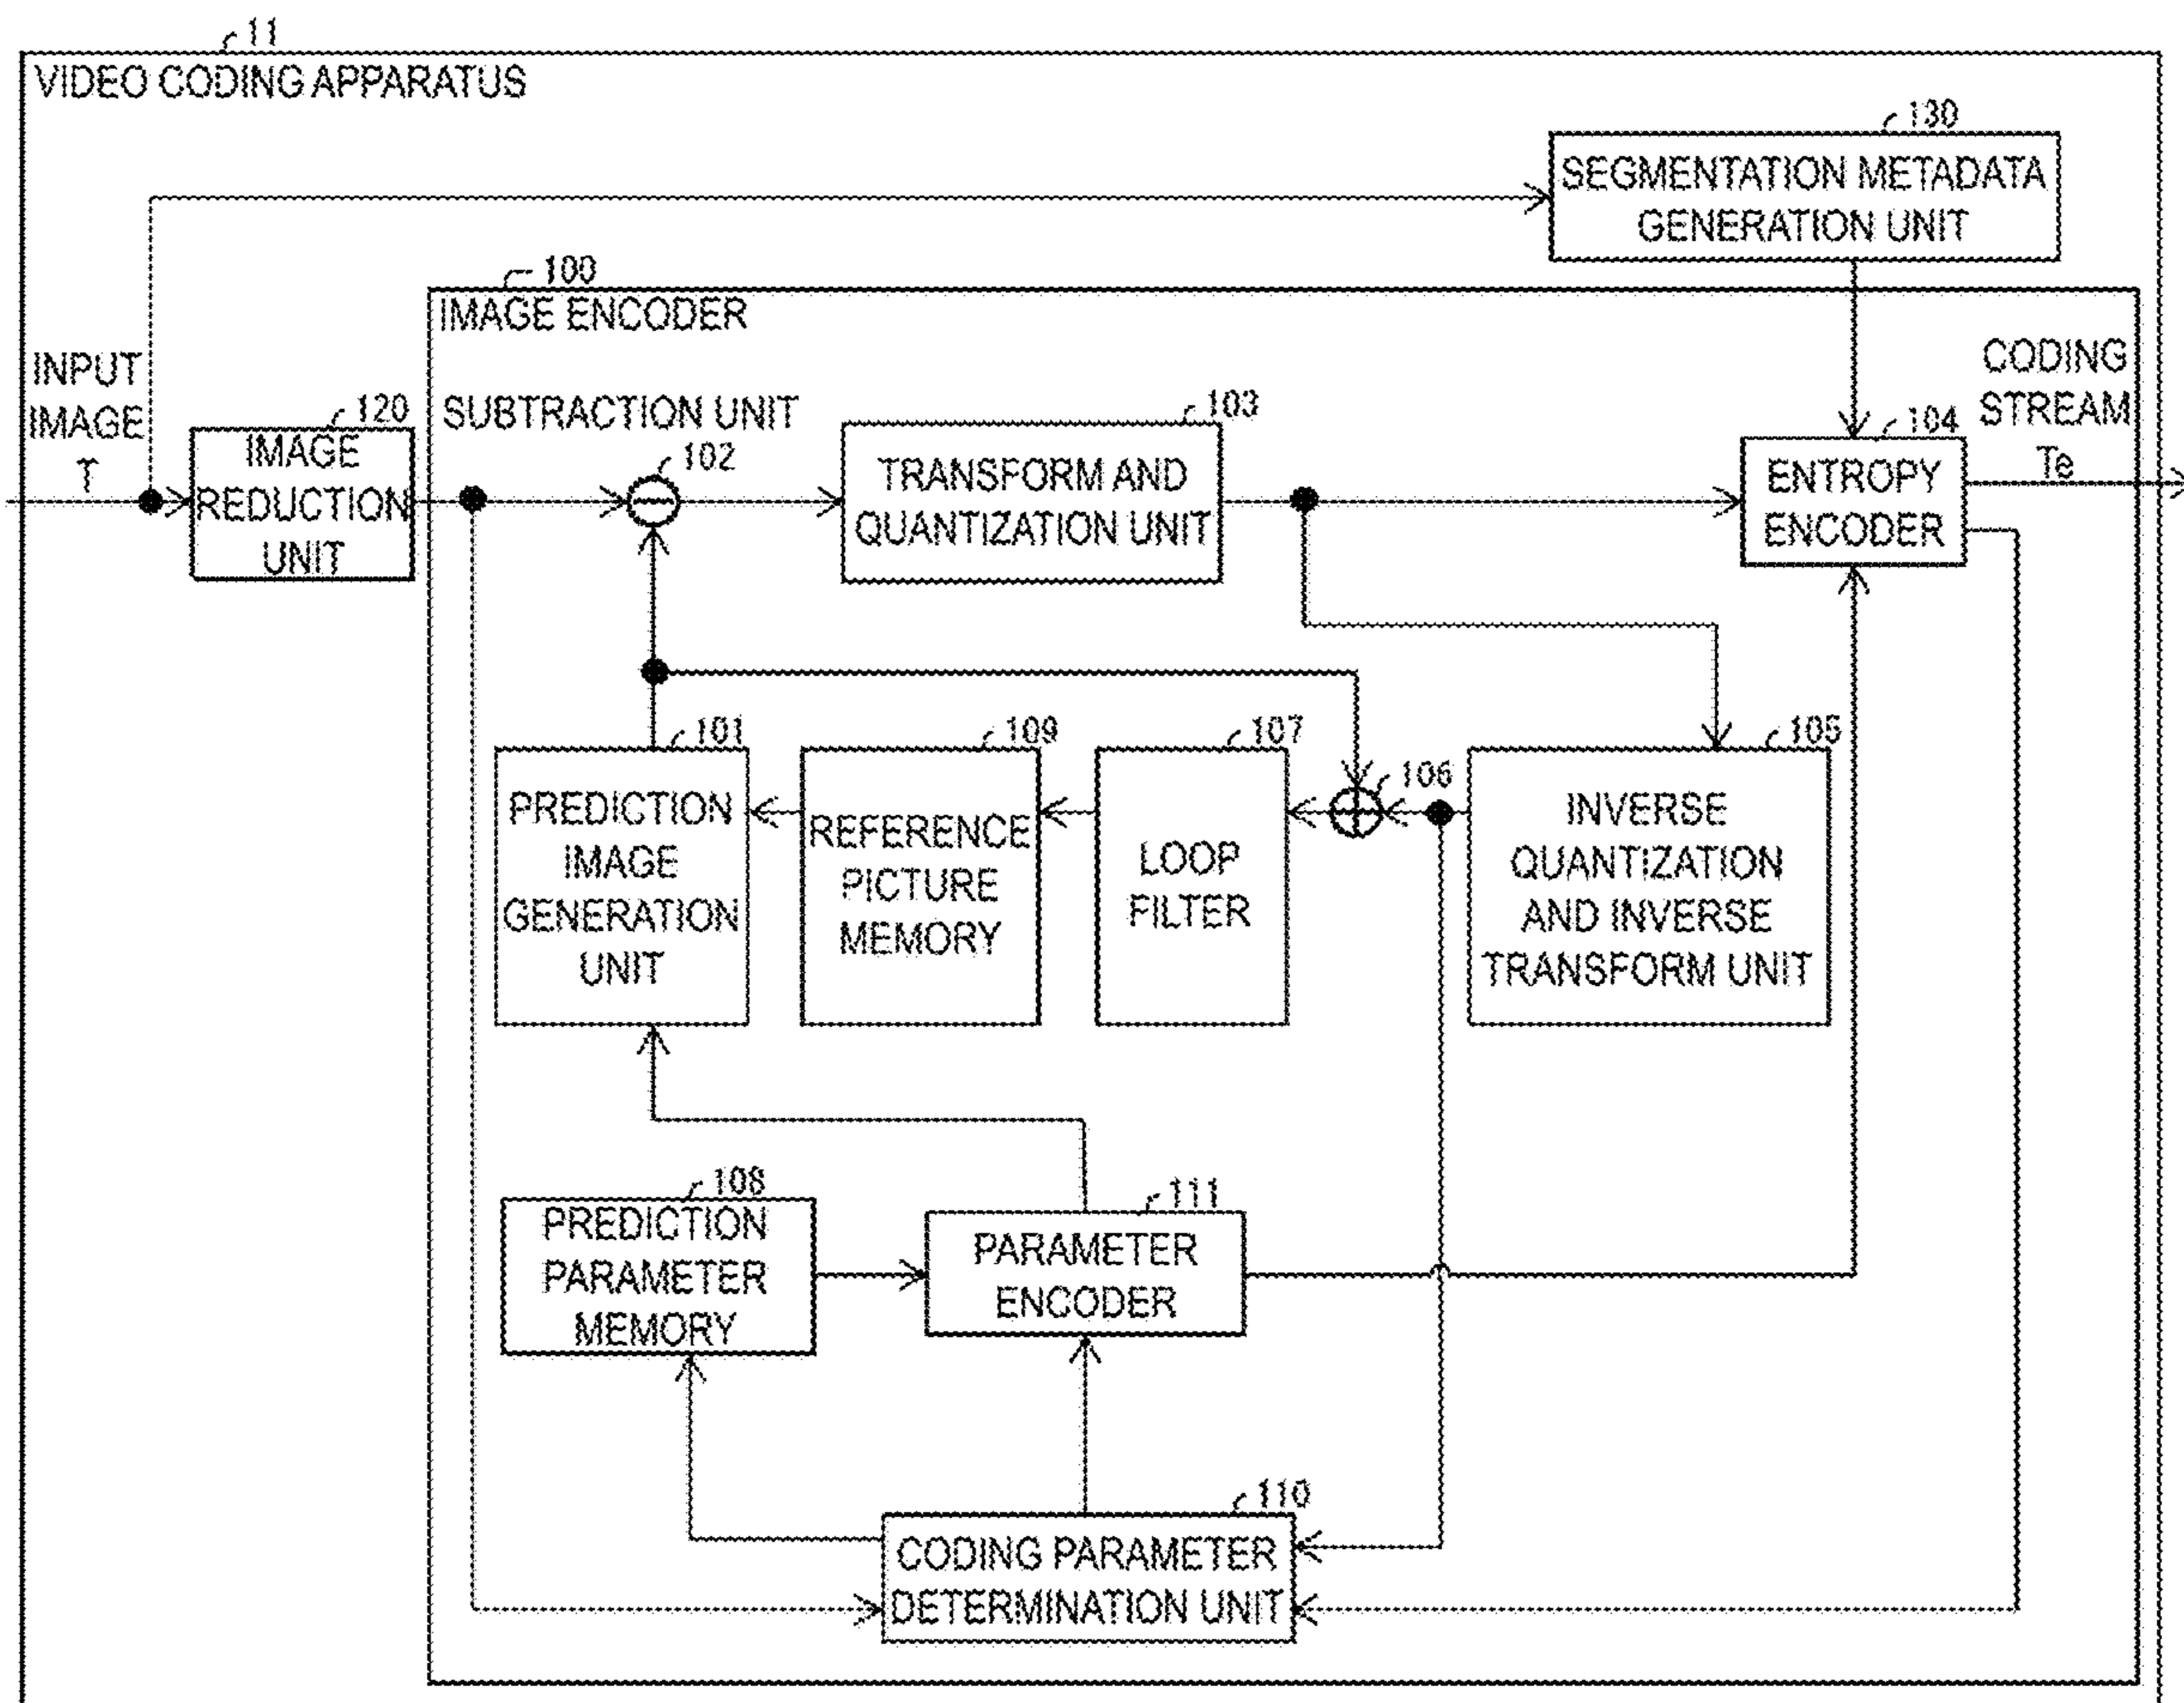 11
VIDEO CODING APPARATUS
130
SEGMENTATION METADATA
GENERATION UNIT
100
IMAGE ENCODER
INPUT
IMAGE
T
120
IMAGE
REDUCTION
UNIT
SUBTRACTION UNIT
102
103
TRANSFORM AND
QUANTIZATION UNIT
104
ENTROPY
ENCODER
CODING
STREAM
Te
101
PREDICTION
IMAGE
GENERATION
UNIT
109
REFERENCE
PICTURE
MEMORY
107
LOOP
FILTER
106
105
INVERSE
QUANTIZATION
AND INVERSE
TRANSFORM UNIT
108
PREDICTION
PARAMETER
MEMORY
111
PARAMETER
ENCODER
110
CODING PARAMETER
DETERMINATION UNIT